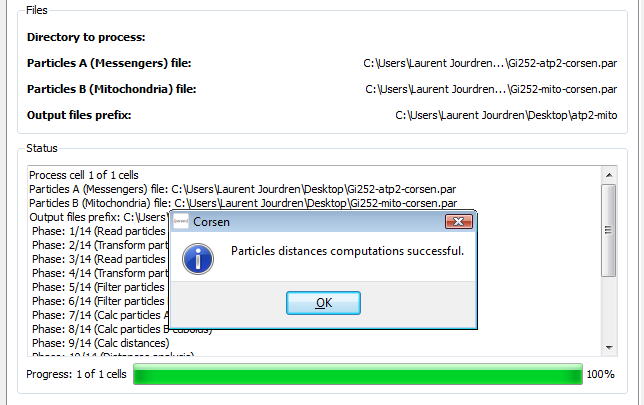 Files
Directory to process:
Particles A (Messengers) file: C:\Users\Laurent Jourdren...\Gi252-atp2-corsen.par
Particles B (Mitochondria) file: C:\Users\Laurent Jourdren...\Gi252-mito-corsen.par
Output files prefix: C:\Users\Laurent Jourdren\Desktop\atp2-mito
Status
Process cell 1 of 1 cells
Particles A (Messengers) file: C:\Users\Laurent Jourdren\Desktop\Gi252-atp2-corsen.par
Particles B (Mitochondria) file: C:\Users\Laurent Jourdren\Desktop\Gi252-mito-corsen.par
Output files prefix: C:\Users
Phase: 1/14 (Read particles
Phase: 2/14 (Transform part
Phase: 3/14 (Read particles
Phase: 4/14 (Transform part
Phase: 5/14 (Filter particles
Phase: 6/14 (Filter particles
Phase: 7/14 (Calc particles A
Phase: 8/14 (Calc particles B cuboids)
Phase: 9/14 (Calc distances)
Phase: 10/14 (Distances analysis)
Corsen
Particles distances computations successful.
OK
Progress: 1 of 1 cells 100%